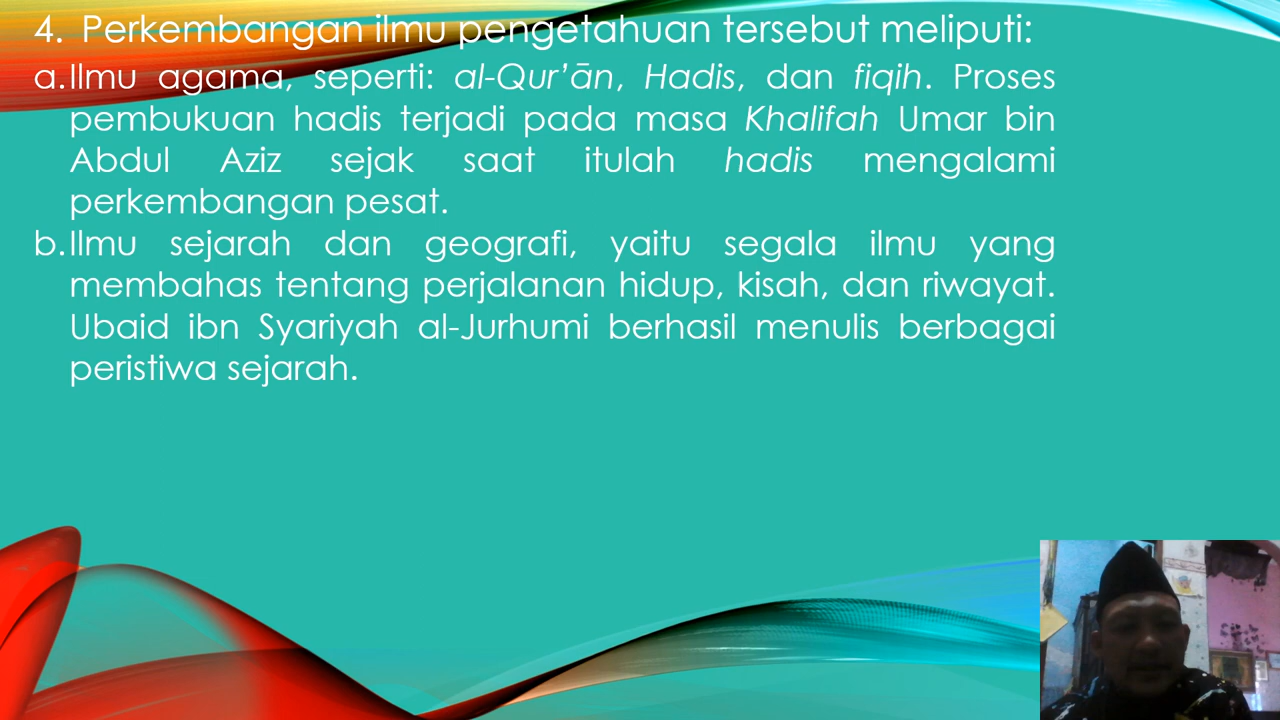 4. Perkembangan ilmu pengetahuan tersebut meliputi:
a.Ilmu agama, seperti: al-Qur’ān, Hadis, dan fiqih. Proses
pembukuan hadis terjadi pada masa Khalifah Umar bin
Abdul Aziz sejak saat itulah hadis mengalami
perkembangan pesat.
b.Ilmu sejarah dan geografi, yaitu segala ilmu yang
membahas tentang perjalanan hidup, kisah, dan riwayat.
Ubaid ibn Syariyah al-Jurhumi berhasil menulis berbagai
peristiwa sejarah.